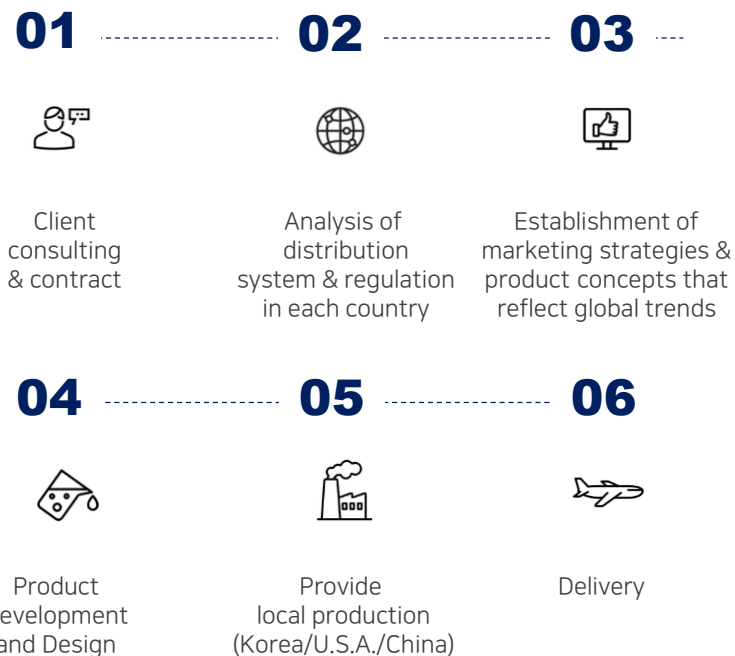 01 02 03
Client
consulting
& contract
Analysis of
distribution
system & regulation
in each country
Establishment of
marketing strategies &
product concepts that
reflect global trends
04 05 06
Product
evelopment
and Design
Provide
local production
(Korea/U.S.A./China)
Delivery